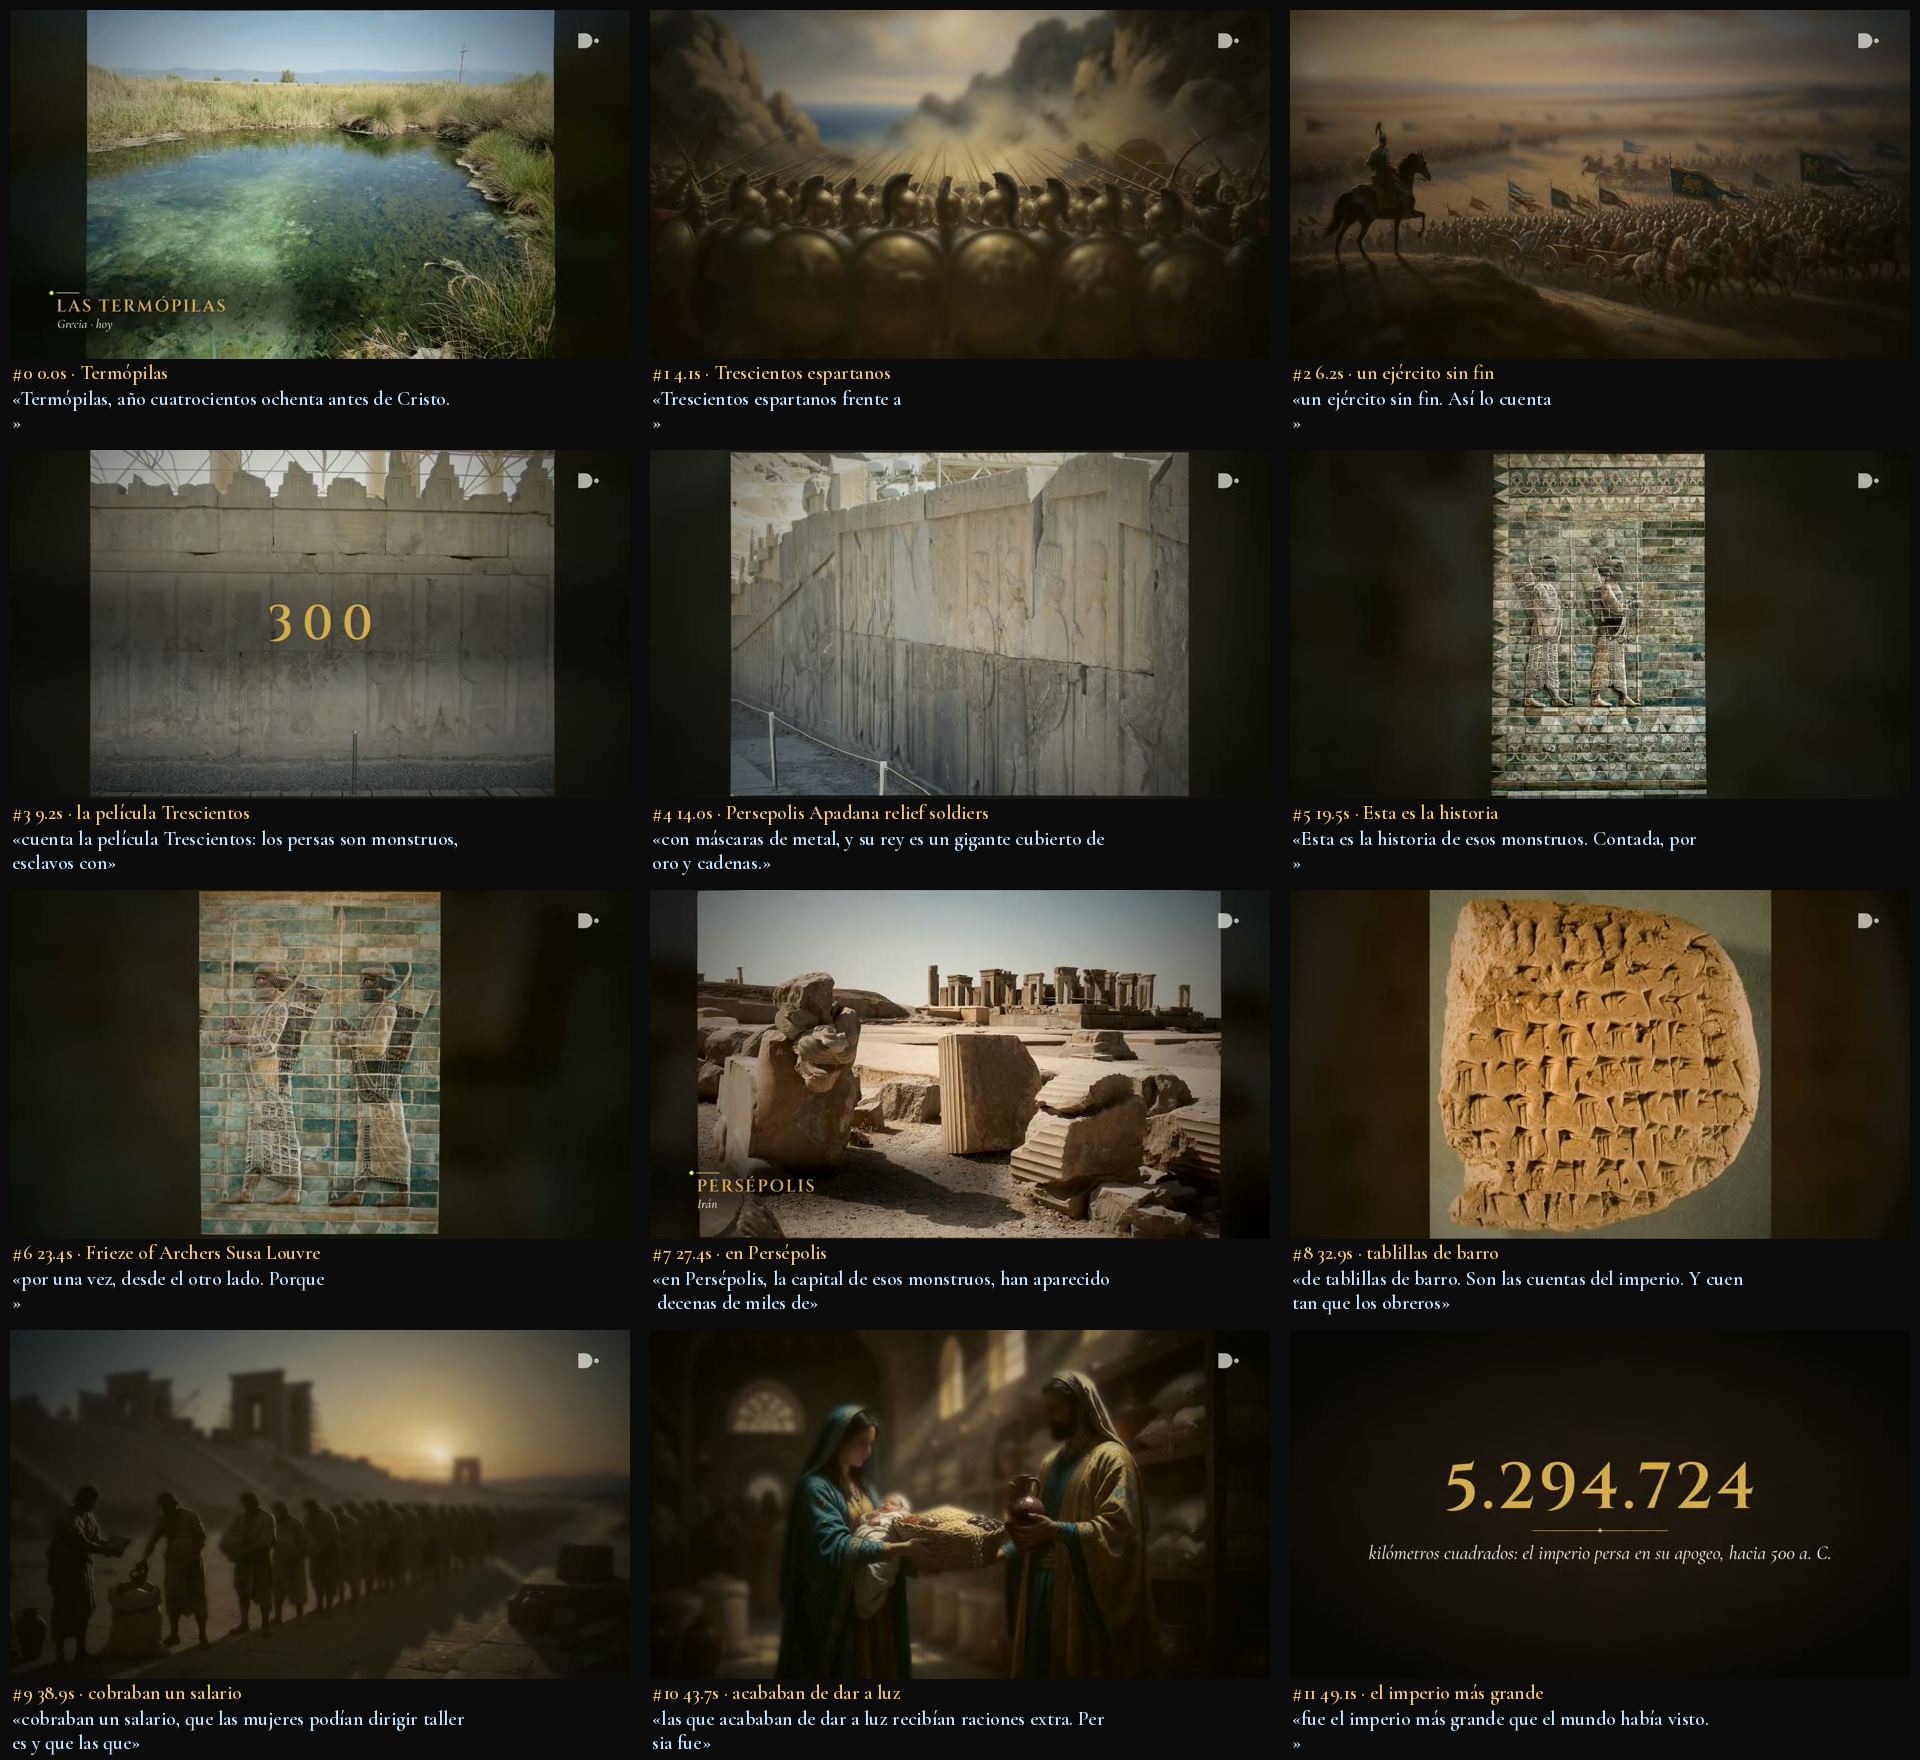 LAS TERMÓPILAS
Grecia · hoy
#0 0.0s · Termópilas
«Termópilas, año cuatrocientos ochenta antes de Cristo.
»
#1 4.1s · Trescientos espartanos
«Trescientos espartanos frente a
»
#2 6.2s · un ejército sin fin
«un ejército sin fin. Así lo cuenta
»
300
#3 9.2s · la película Trescientos
«cuenta la película Trescientos: los persas son monstruos,
esclavos con»
#4 14.0s · Persepolis Apadana relief soldiers
«con máscaras de metal, y su rey es un gigante cubierto de
oro y cadenas.»
#5 19.5s · Esta es la historia
«Esta es la historia de esos monstruos. Contada, por
»
#6 23.4s · Frieze of Archers Susa Louvre
«por una vez, desde el otro lado. Porque
»
PERSÉPOLIS
Irán
#7 27.4s · en Persépolis
«en Persépolis, la capital de esos monstruos, han aparecido
decenas de miles de»
#8 32.9s · tablillas de barro
«de tablillas de barro. Son las cuentas del imperio. Y cuen
tan que los obreros»
#9 38.9s · cobraban un salario
«cobraban un salario, que las mujeres podían dirigir taller
es y que las que»
#10 43.7s · acababan de dar a luz
«las que acababan de dar a luz recibían raciones extra. Per
sia fue»
5.294.724
kilómetros cuadrados: el imperio persa en su apogeo, hacia 500 a. C.
#11 49.1s · el imperio más grande
«fue el imperio más grande que el mundo había visto.
»